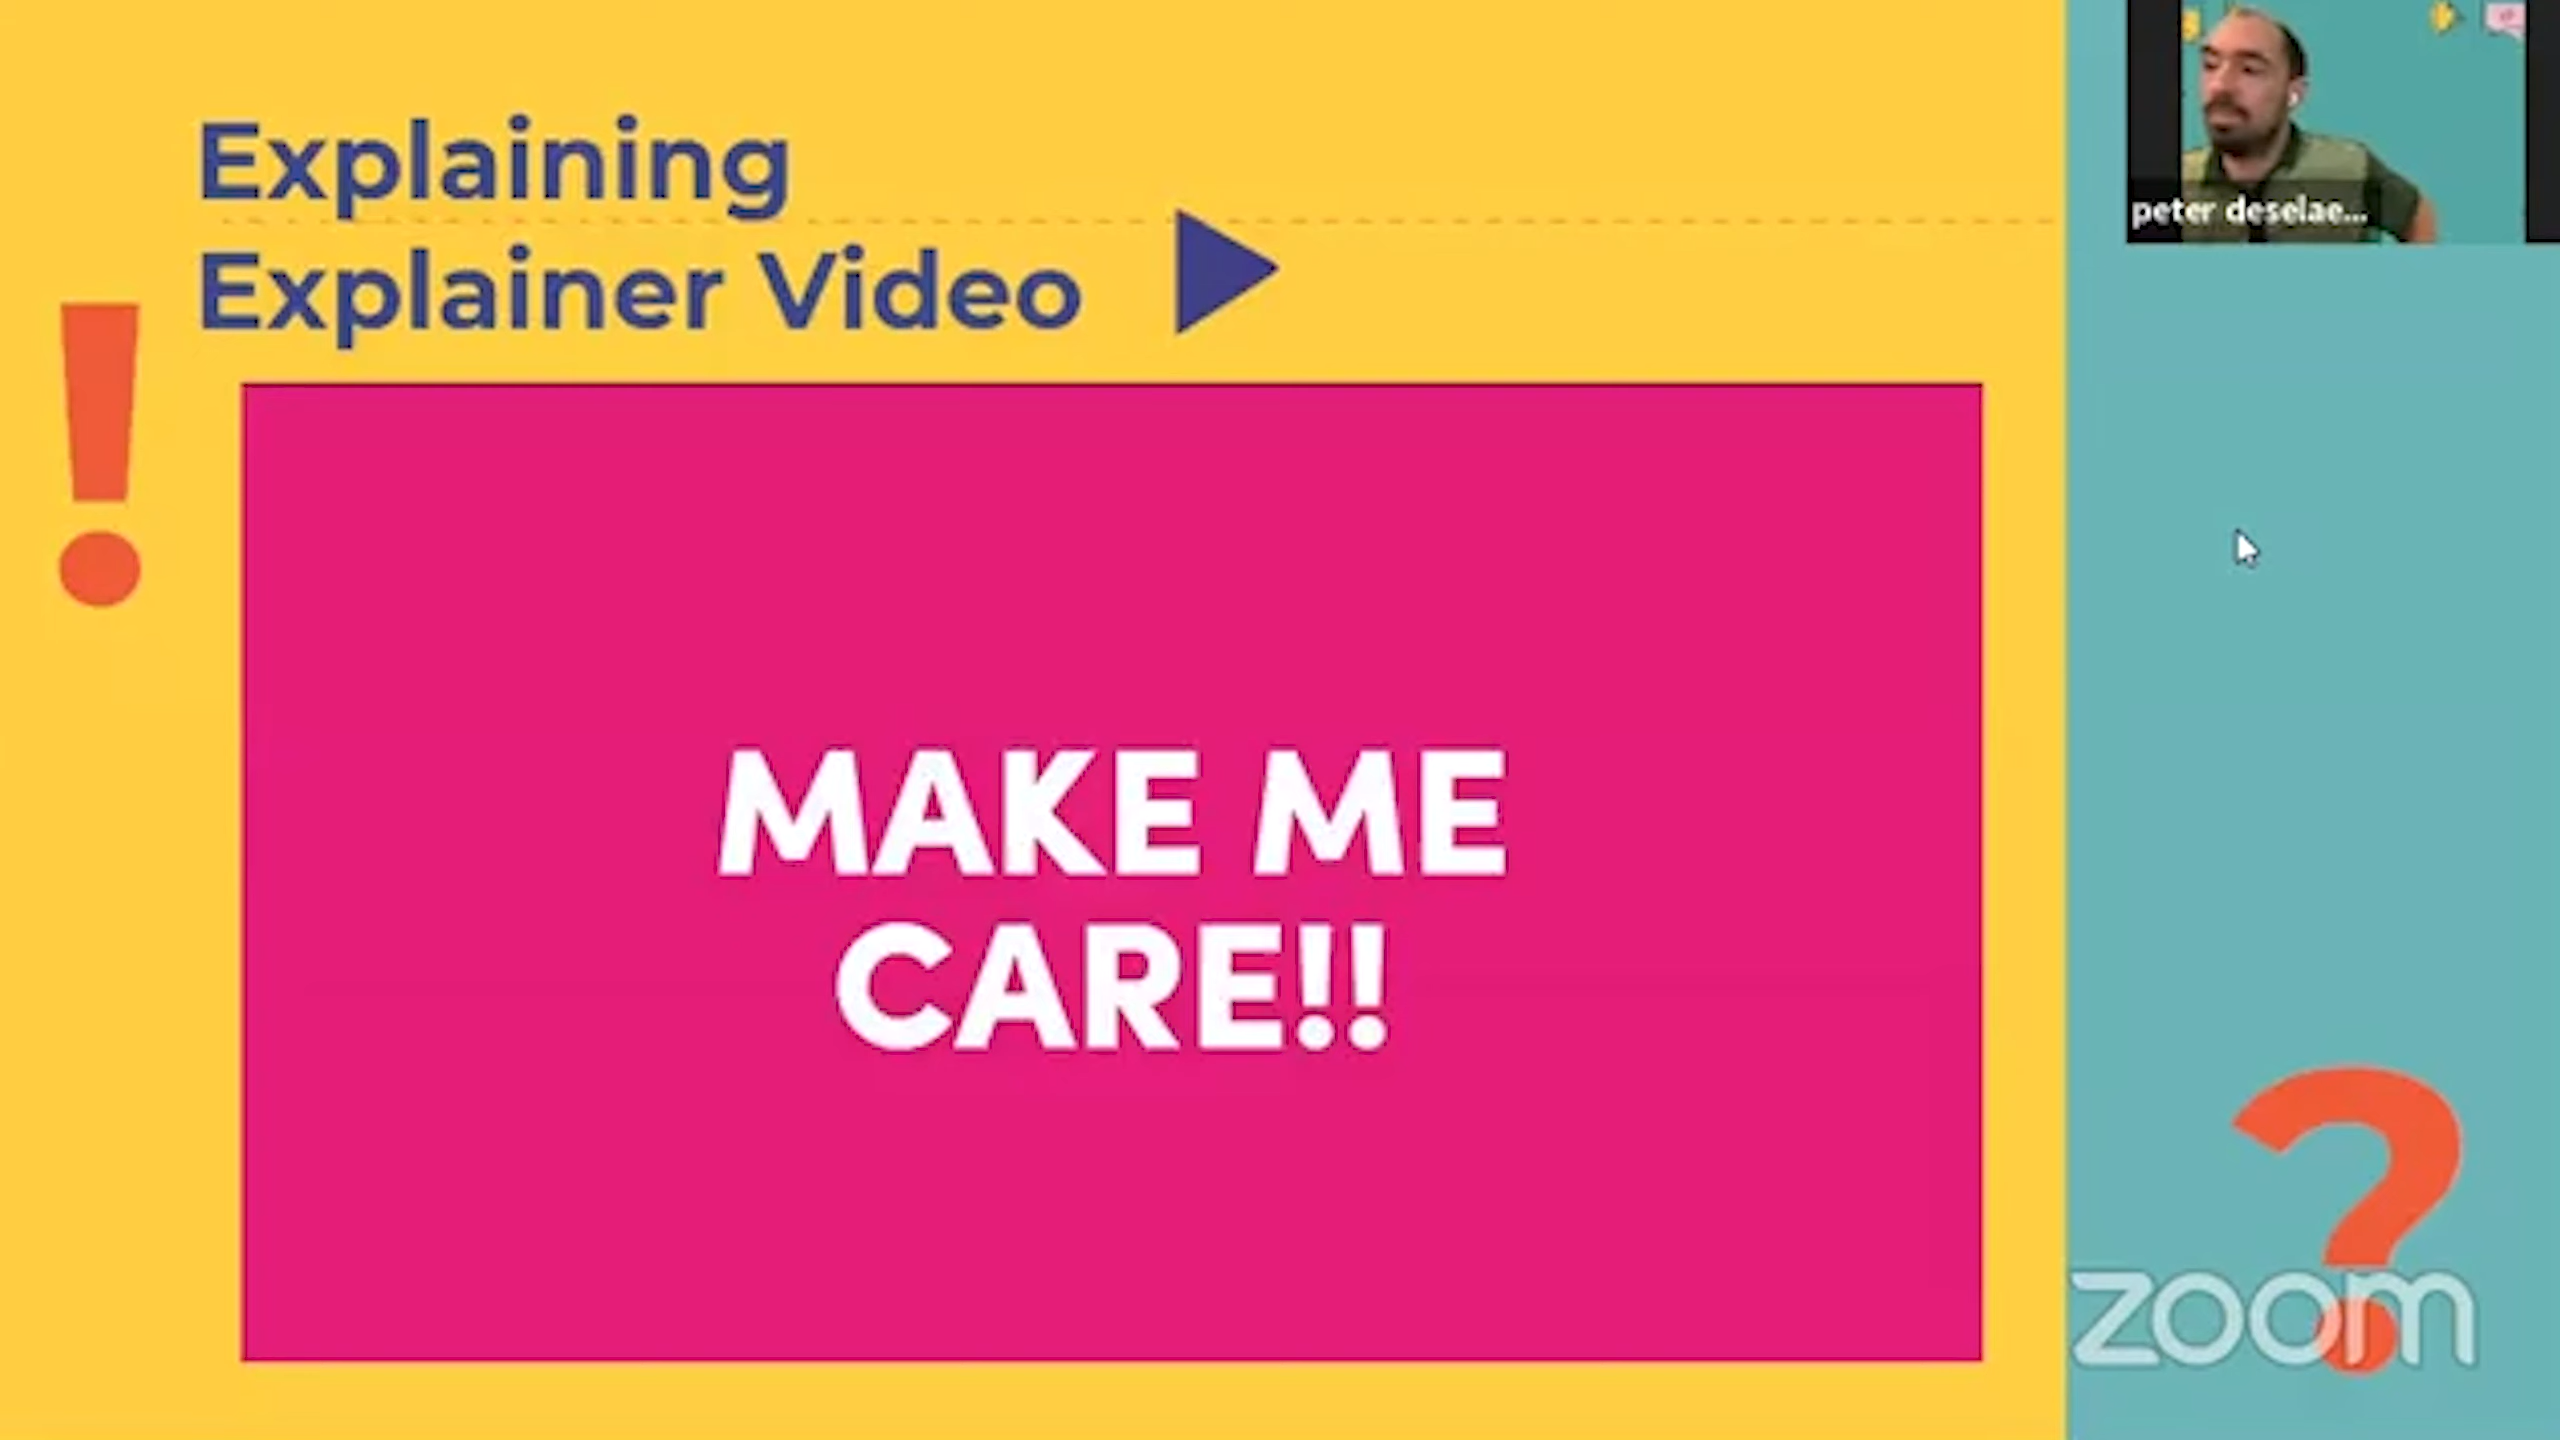 Explaining
Explainer Video
!
MAKE ME
CARE!!
peter deselae...
?
zoom